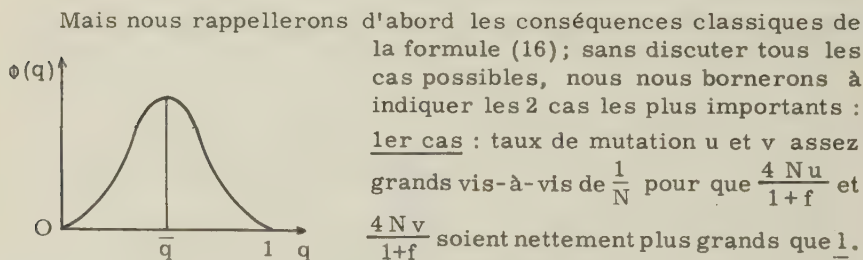 Mais nous rappellerons d'abord les conséquences classiques de
la formule (16); sans discuter tous les
cas possibles, nous nous bornerons à
indiquer les 2 cas les plus importants :
1er cas : taux de mutation u et v assez
grands vis-à-vis de 1/N pour que 4 Nu/1+f et
4 N v/1+f soient nettement plus grands que 1.
Φ(q)
O
q̅
1 q